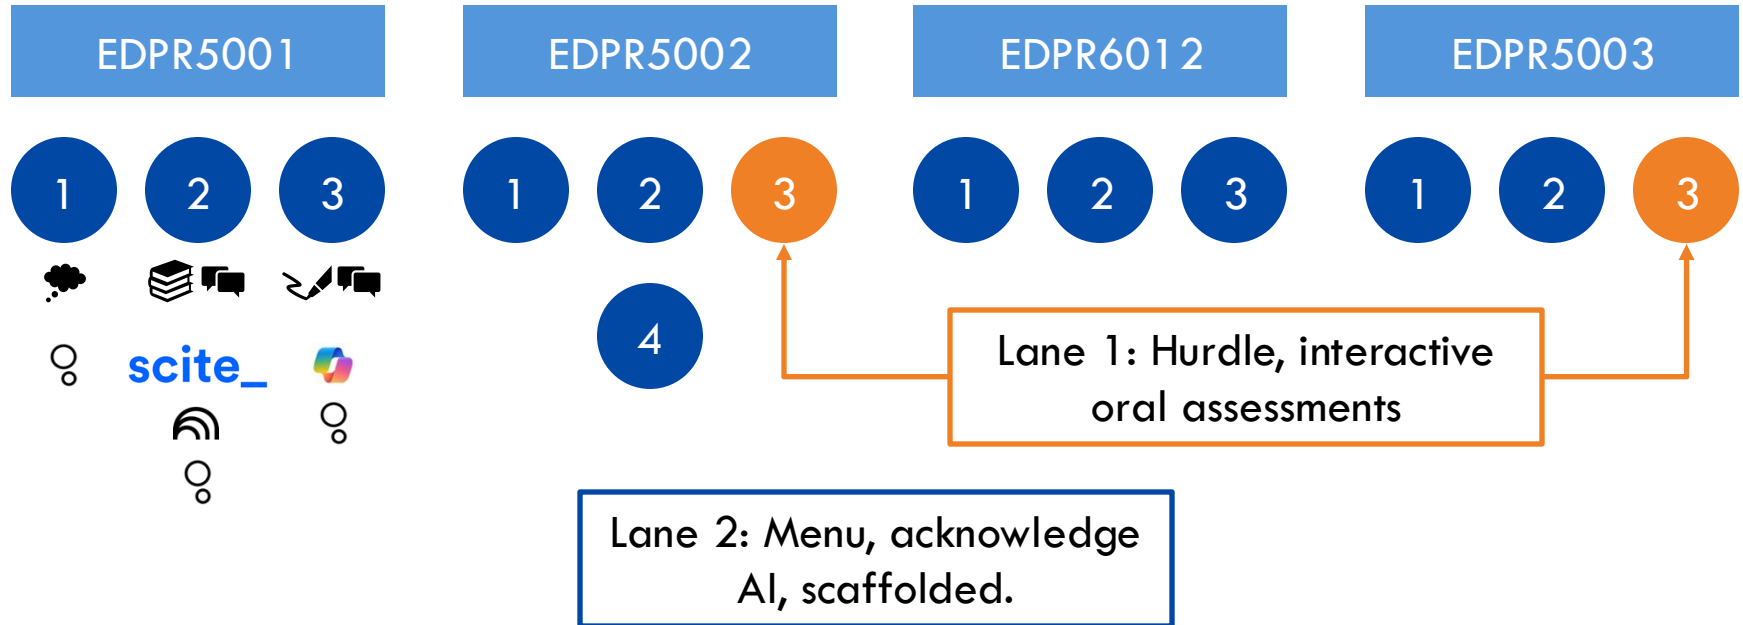 EDPR5001
EDPR5002
EDPR6012
EDPR5003
1 2 3
1 2 3
1 2 3
1 2 3
4
scite_
Lane 1: Hurdle, interactive
oral assessments
Lane 2: Menu, acknowledge
AI, scaffolded.